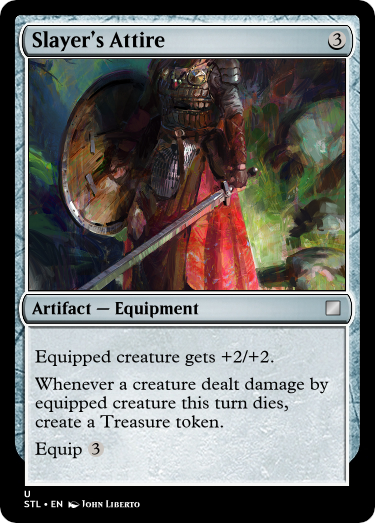 Slayer's Attire 3
Artifact — Equipment
Equipped creature gets +2/+2.
Whenever a creature dealt damage by
equipped creature this turn dies,
create a Treasure token.
Equip 3
U
STL • EN John Liberto